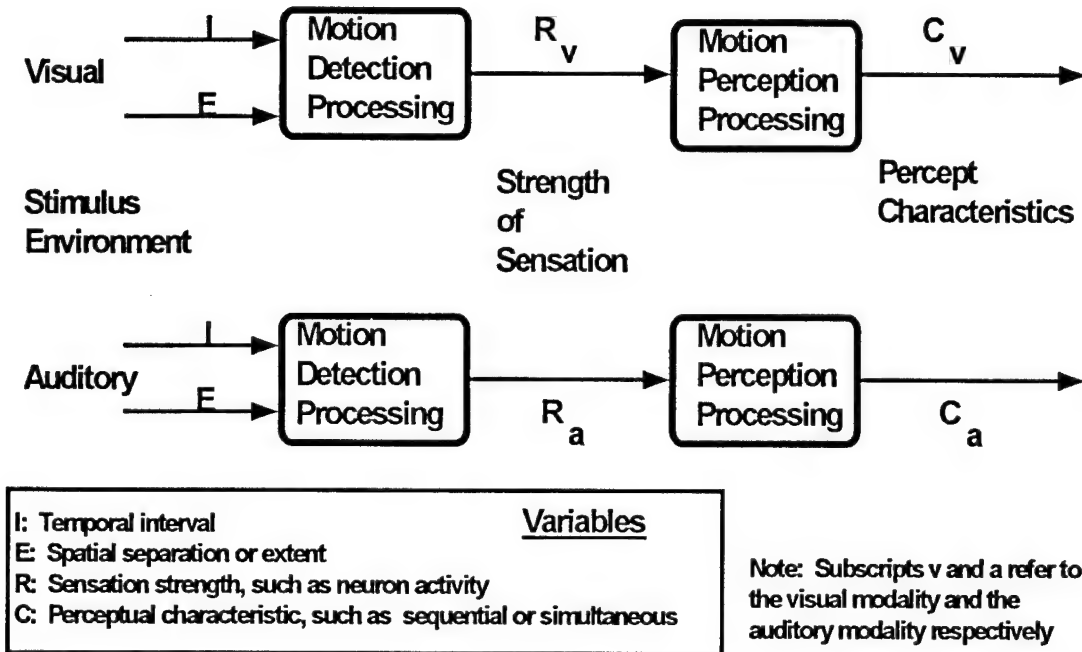 I
Visual
E
Motion
Detection
Processing
R v
Motion
Perception
Processing
C v
Stimulus
Environment
Strength
of
Sensation
Percept
Characteristics
I
Auditory
E
Motion
Detection
Processing
R a
Motion
Perception
Processing
C a
Variables
I: Temporal interval
E: Spatial separation or extent
R: Sensation strength, such as neuron activity
C: Perceptual characteristic, such as sequential or simultaneous
Note: Subscripts v and a refer to
the visual modality and the
auditory modality respectively